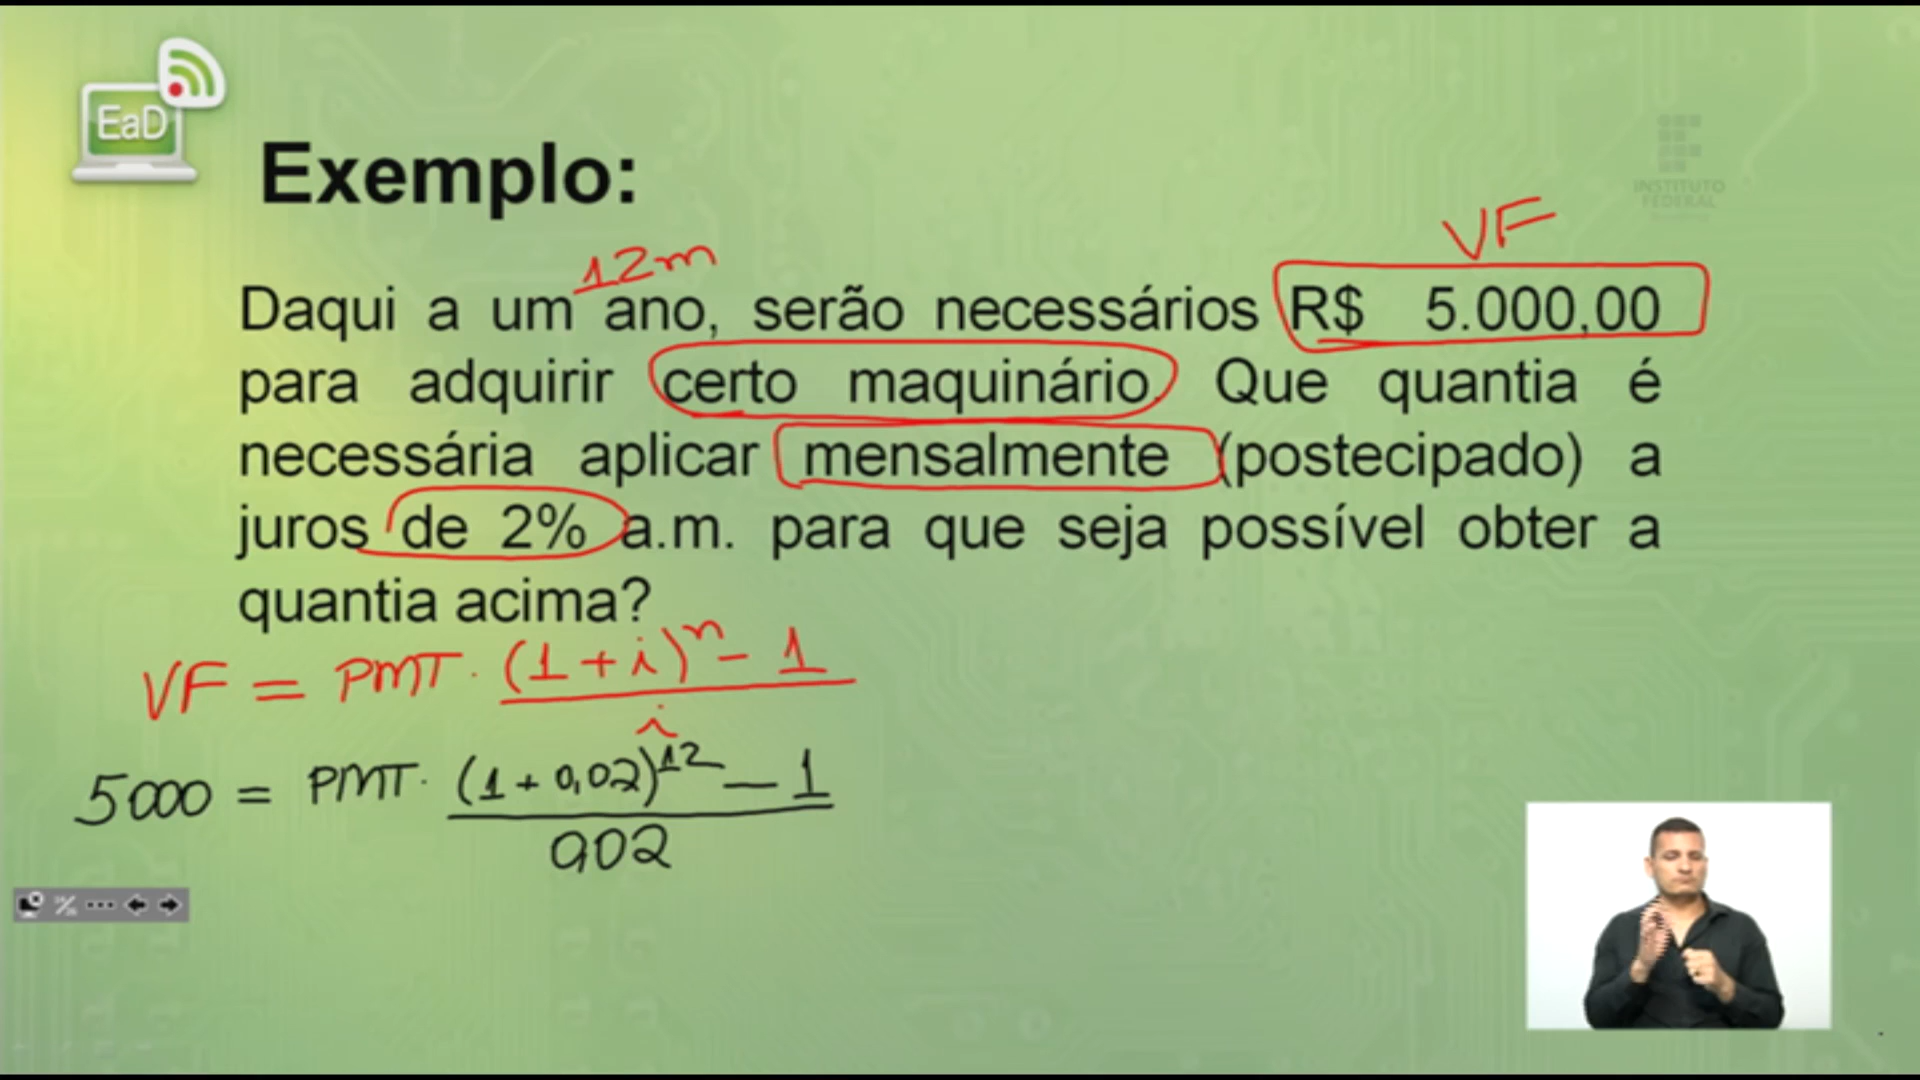 EaD
Exemplo:
INSTITUTO
FEDERAL
VF
12m
Daqui a um ano, serão necessários R$ 5.000,00
para adquirir certo maquinário. Que quantia é
necessária aplicar mensalmente (postecipado) a
juros de 2% a.m. para que seja possível obter a
quantia acima?
VF = PMT . (1 + i)^n - 1
i
5000 = PMT . (1 + 0,02)^12 - 1
0,02